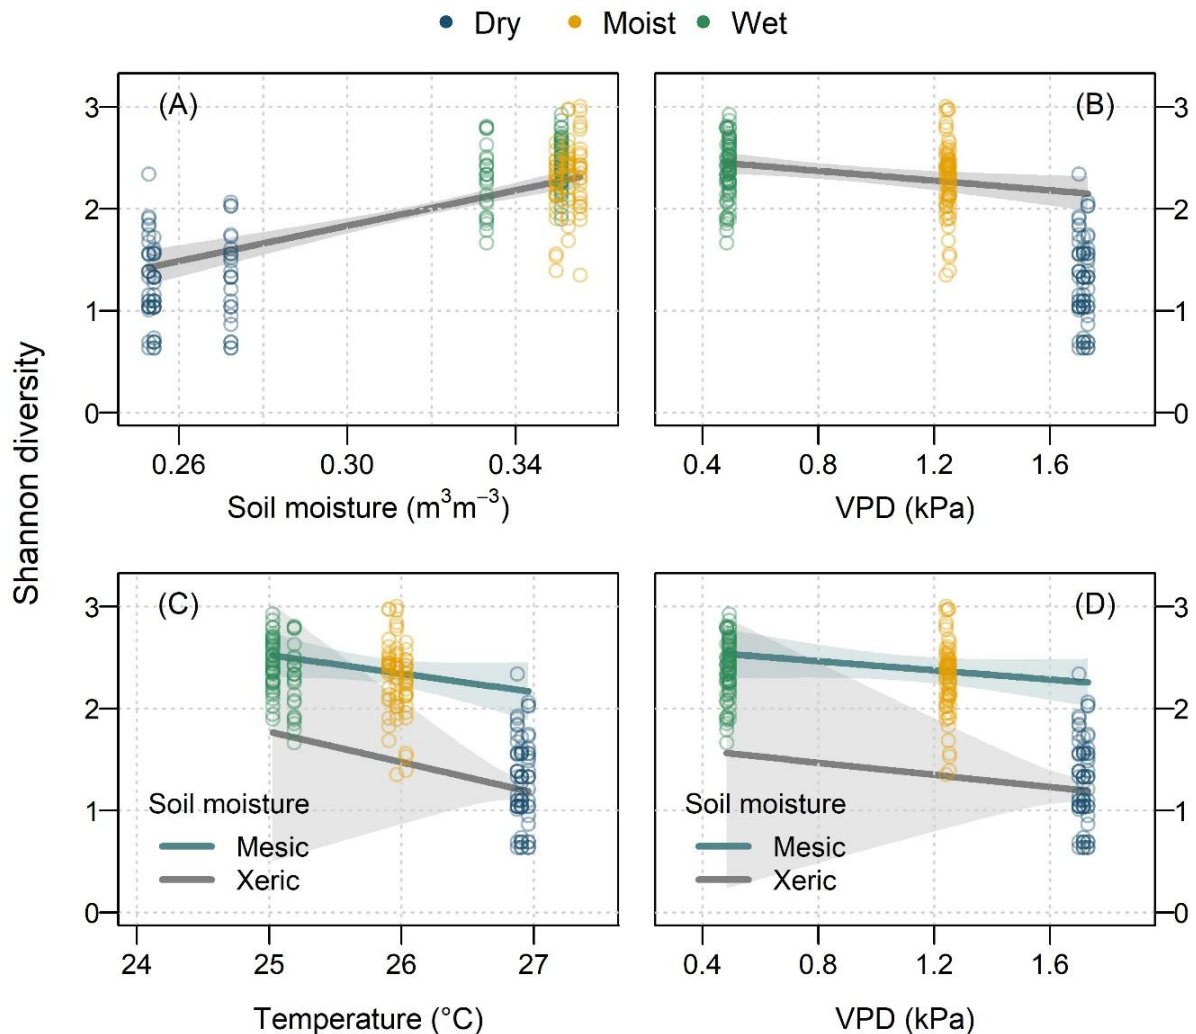 Dry Moist Wet
Shannon diversity
(A)
3
2
1
0
0.26 0.30 0.34
Soil moisture (m³m⁻³)
(B)
3
2
1
0
0.4 0.8 1.2 1.6
VPD (kPa)
(C)
3
2
1
0
Soil moisture
Mesic
Xeric
24 25 26 27
Temperature (°C)
(D)
3
2
1
0
Soil moisture
Mesic
Xeric
0.4 0.8 1.2 1.6
VPD (kPa)